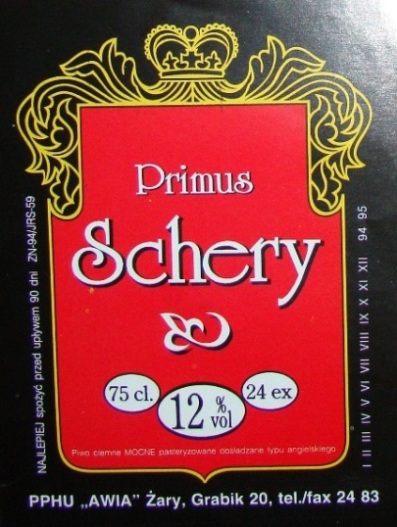 Primus
Schery
75 cl.
12 % vol
24 ex
Piwo ciemne MOCNE pasteryzowane dosładzane typu angielskiego
NAJLEPIEJ spożyć przed upływem 90 dni ZN-94/JRS-59
I II III IV V VI VII VIII IX X XI XII 94 95
PPHU „AWIA” Żary, Grabik 20, tel./fax 24 83